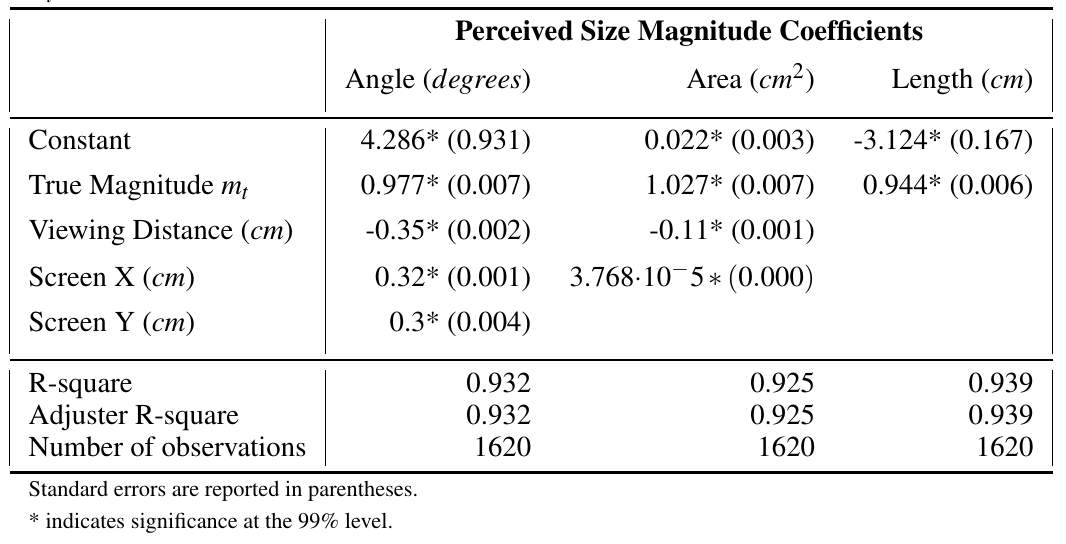 Perceived Size Magnitude Coefficients
Angle (degrees) Area (cm²) Length (cm)
Constant 4.286* (0.931) 0.022* (0.003) -3.124* (0.167)
True Magnitude mₜ 0.977* (0.007) 1.027* (0.007) 0.944* (0.006)
Viewing Distance (cm) -0.35* (0.002) -0.11* (0.001)
Screen X (cm) 0.32* (0.001) 3.768·10⁻5 * (0.000)
Screen Y (cm) 0.3* (0.004)
R-square 0.932 0.925 0.939
Adjuster R-square 0.932 0.925 0.939
Number of observations 1620 1620 1620
Standard errors are reported in parentheses.
* indicates significance at the 99% level.